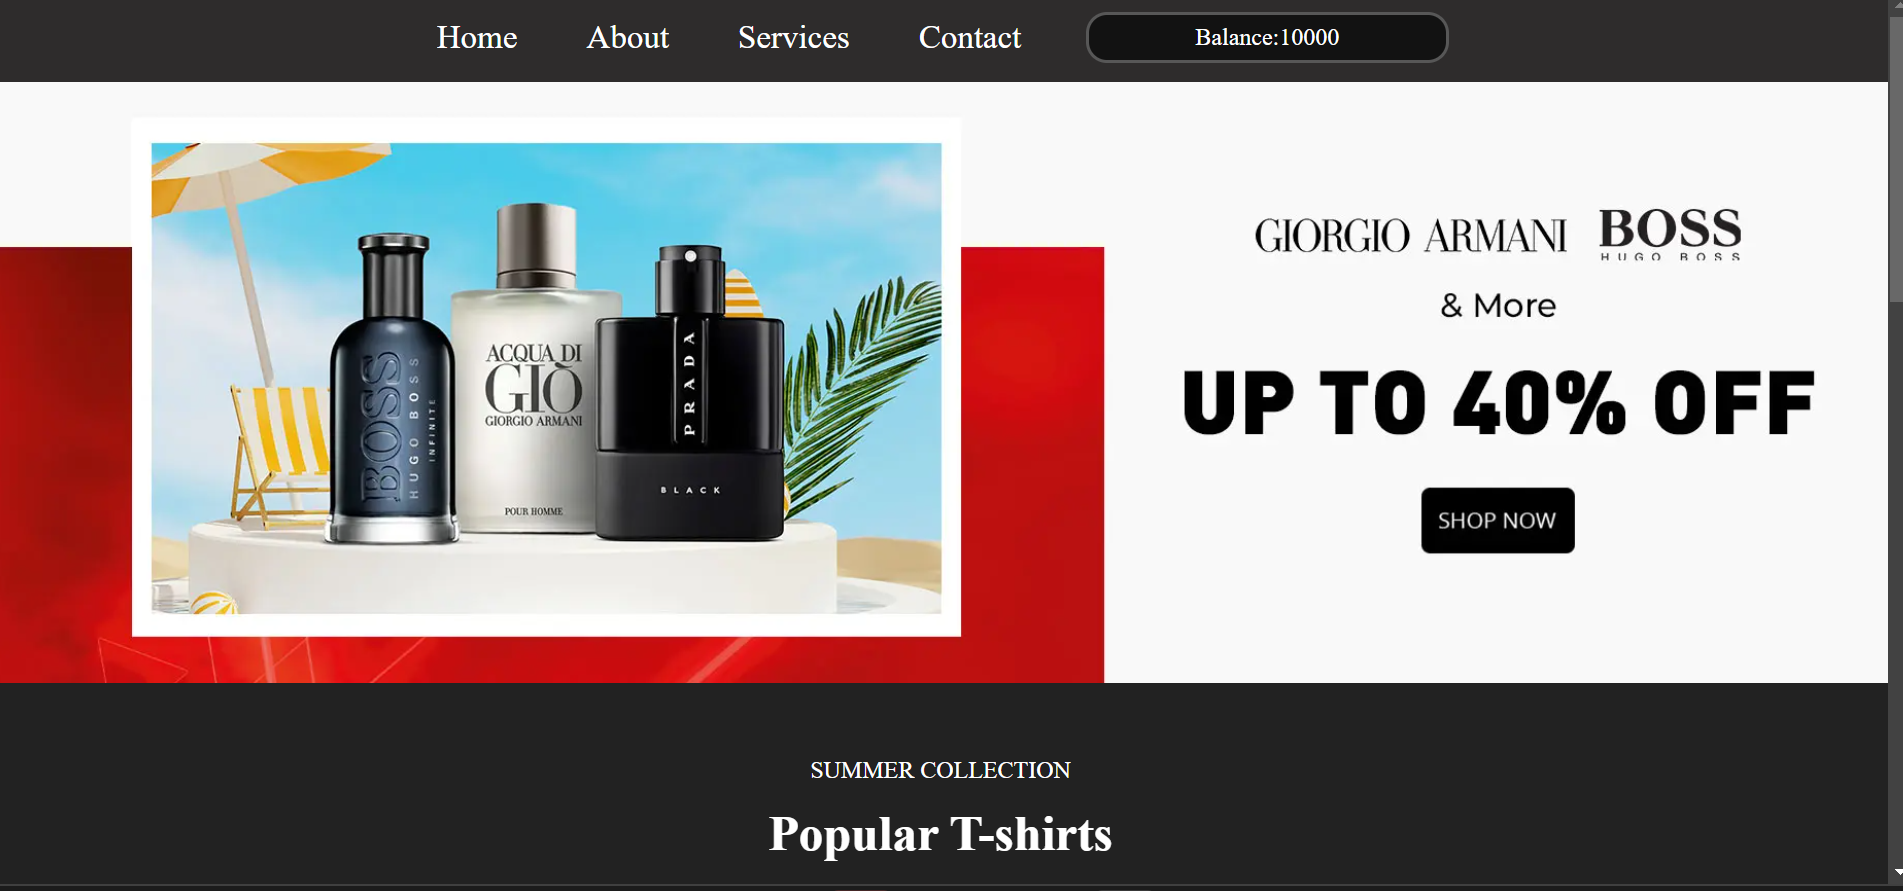 Home About Services Contact Balance:10000
GIORGIO ARMANI BOSS
HUGO BOSS
& More
UP TO 40% OFF
SHOP NOW
BOSS
HUGO BOSS
INFINITE
ACQUA DI
GIÒ
GIORGIO ARMANI
POUR HOMME
PRADA
BLACK
SUMMER COLLECTION
Popular T-shirts